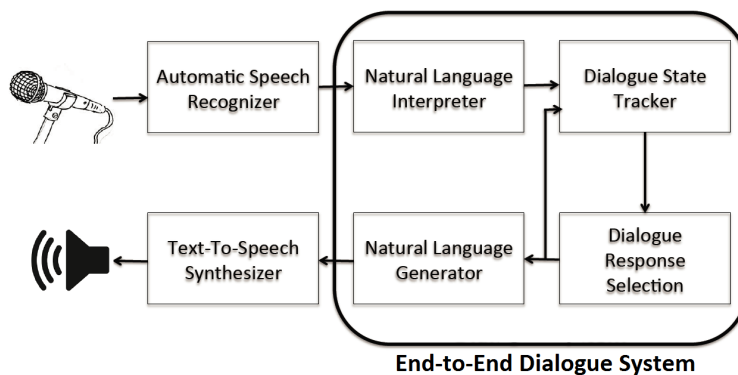 Automatic Speech
Recognizer
Natural Language
Interpreter
Dialogue State
Tracker
Text-To-Speech
Synthesizer
Natural Language
Generator
Dialogue
Response
Selection
End-to-End Dialogue System